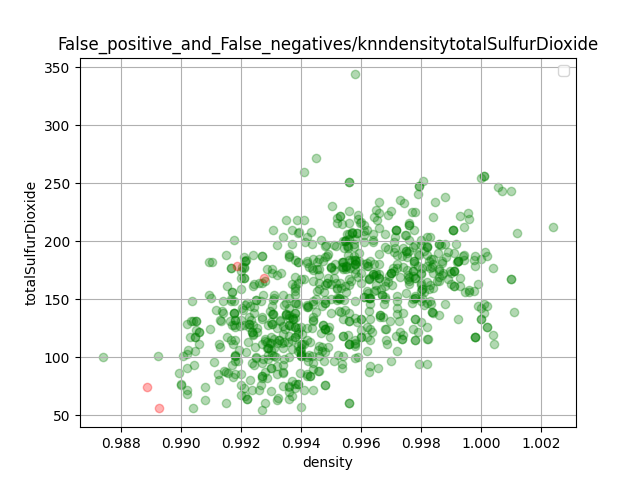 False_positive_and_False_negatives/knndensitytotalSulfurDioxide
350
300
250
200
150
100
50
totalSulfurDioxide
0.988 0.990 0.992 0.994 0.996 0.998 1.000 1.002
density